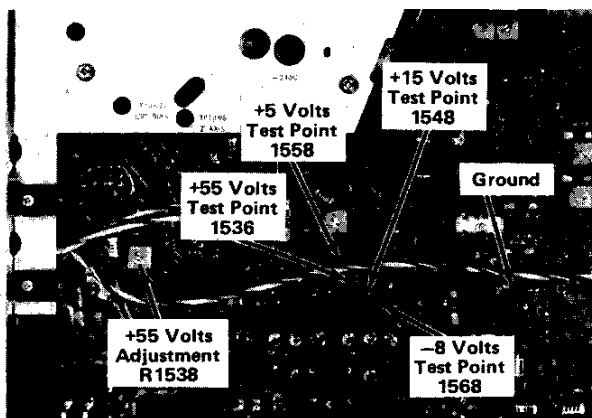 -2400
+15 Volts
Test Point
1548
+5 Volts
Test Point
1558
+55 Volts
Test Point
1536
Ground
+55 Volts
Adjustment
R1538
−8 Volts
Test Point
1568